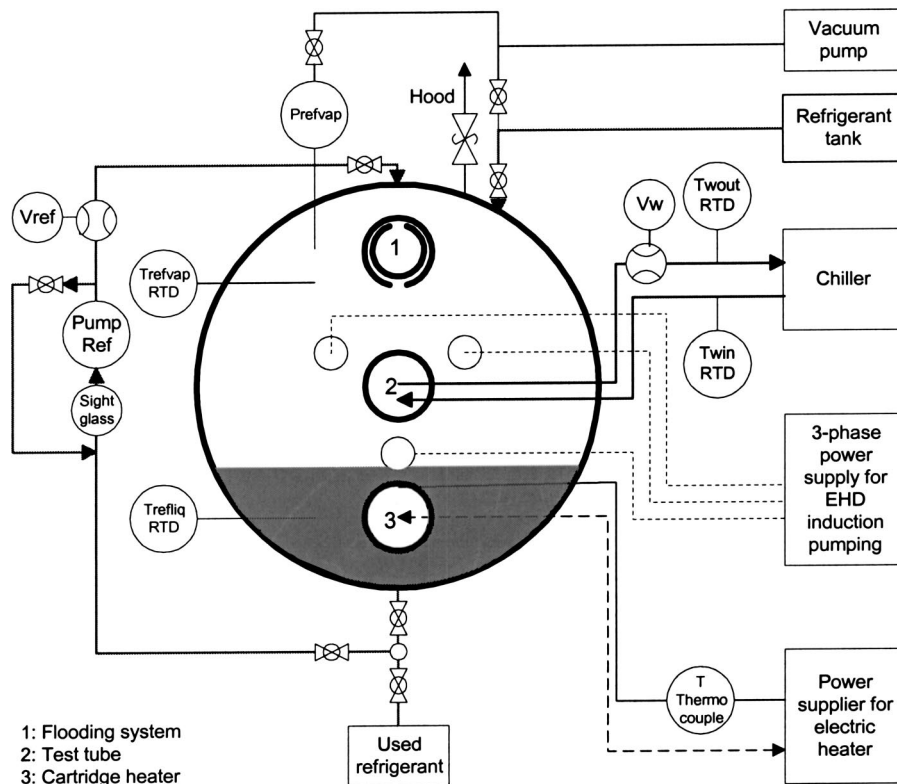 Vacuum
pump
Hood
Prefvap
Refrigerant
tank
Vref
Vw
Twout
RTD
1
Trefvap
RTD
Chiller
Pump
Ref
Twin
RTD
2
Sight
glass
3-phase
power
supply for
EHD
induction
pumping
Trefliq
RTD
3
T
Thermo
couple
Power
supplier for
electric
heater
1: Flooding system
2: Test tube
3: Cartridge heater
Used
refrigerant